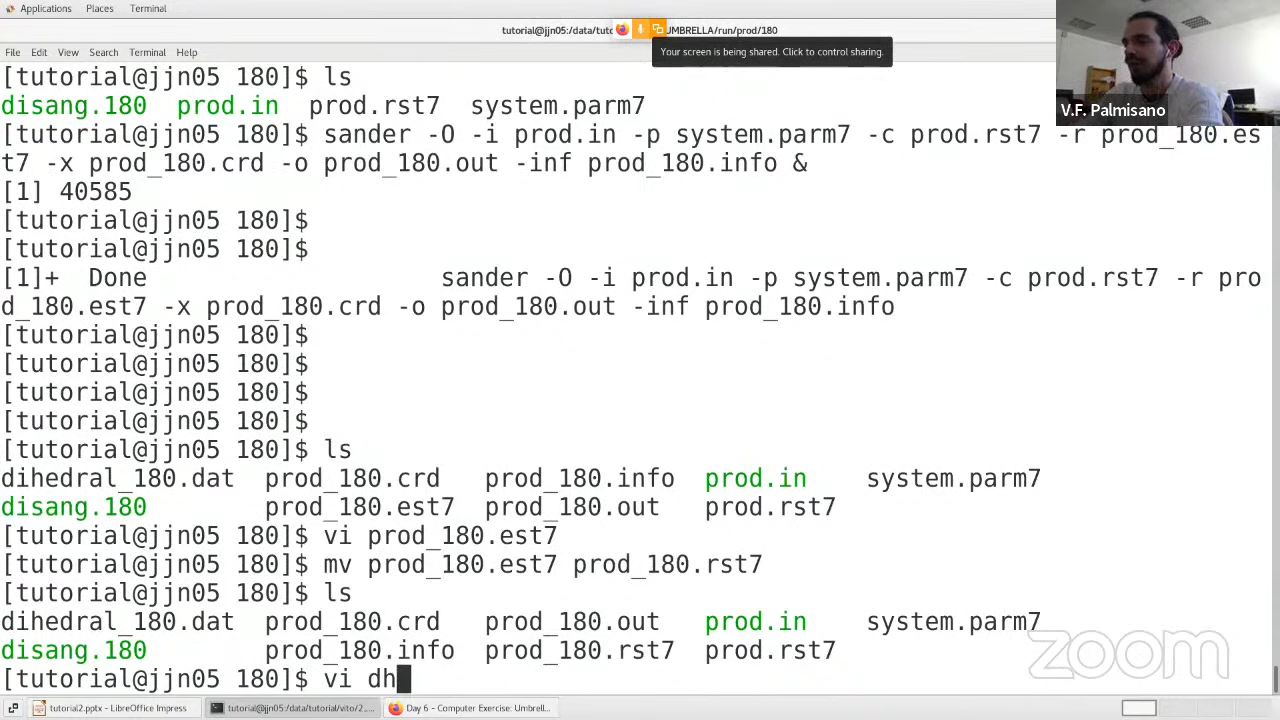 Applications Places Terminal
tutorial@jjn05:/data/tuto UMBRELLA/run/prod/180
File Edit View Search Terminal Help
Your screen is being shared. Click to control sharing.
V.F. Palmisano
[tutorial@jjn05 180]$ ls
disang.180 prod.in prod.rst7 system.parm7
[tutorial@jjn05 180]$ sander -O -i prod.in -p system.parm7 -c prod.rst7 -r prod_180.es
t7 -x prod_180.crd -o prod_180.out -inf prod_180.info &
[1] 40585
[tutorial@jjn05 180]$
[tutorial@jjn05 180]$
[1]+ Done sander -O -i prod.in -p system.parm7 -c prod.rst7 -r pro
d_180.est7 -x prod_180.crd -o prod_180.out -inf prod_180.info
[tutorial@jjn05 180]$
[tutorial@jjn05 180]$
[tutorial@jjn05 180]$
[tutorial@jjn05 180]$
[tutorial@jjn05 180]$ ls
dihedral_180.dat prod_180.crd prod_180.info prod.in system.parm7
disang.180 prod_180.est7 prod_180.out prod.rst7
[tutorial@jjn05 180]$ vi prod_180.est7
[tutorial@jjn05 180]$ mv prod_180.est7 prod_180.rst7
[tutorial@jjn05 180]$ ls
dihedral_180.dat prod_180.crd prod_180.out prod.in system.parm7
disang.180 prod_180.info prod_180.rst7 prod.rst7
[tutorial@jjn05 180]$ vi dh
zoom
tutorial2.pptx - LibreOffice Impress
tutorial@jjn05:/data/tutorial/vito/2...
Day 6 - Computer Exercise: Umbrell...